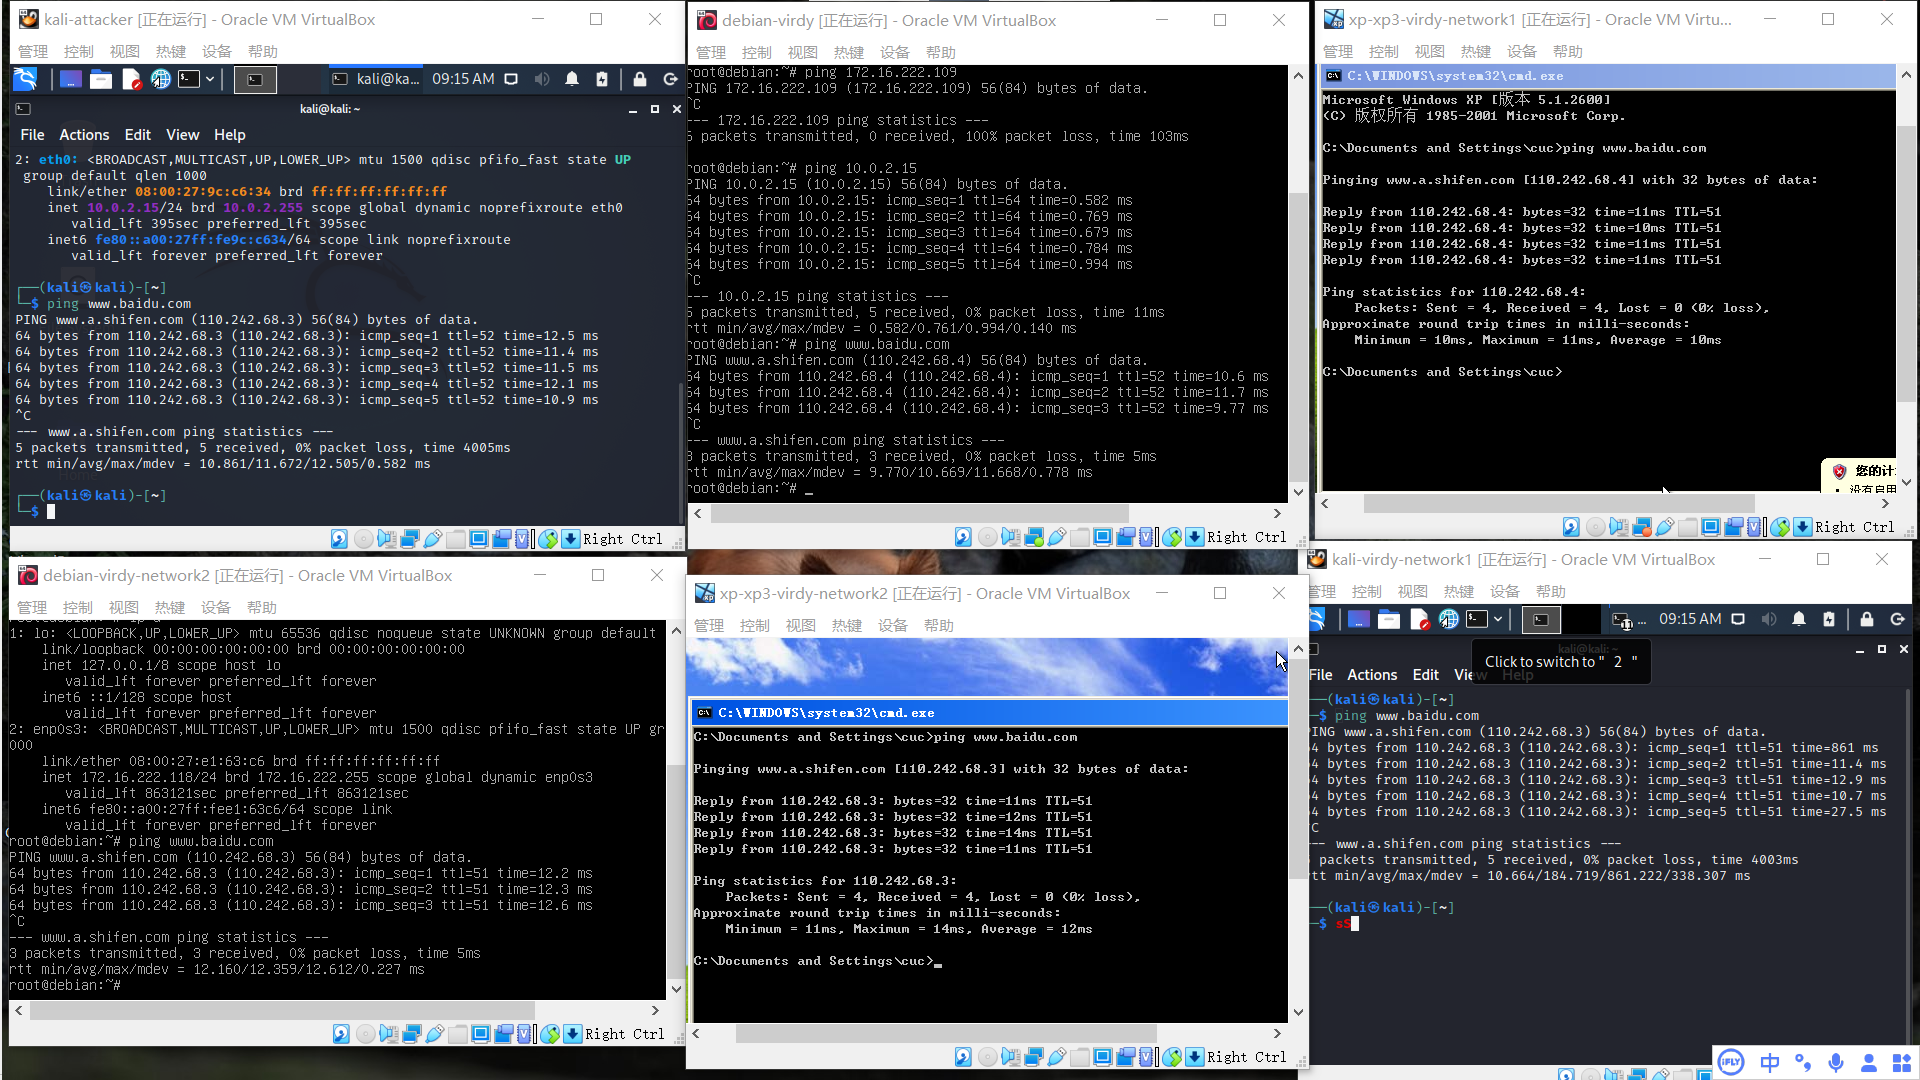 kali-attacker [正在运行] - Oracle VM VirtualBox
管理 控制 视图 热键 设备 帮助
kali@ka... 09:15 AM
kali@kali: ~
File Actions Edit View Help
2: eth0: <BROADCAST,MULTICAST,UP,LOWER_UP> mtu 1500 qdisc pfifo_fast state UP
group default qlen 1000
link/ether 08:00:27:9c:c6:34 brd ff:ff:ff:ff:ff:ff
inet 10.0.2.15/24 brd 10.0.2.255 scope global dynamic noprefixroute eth0
valid_lft 395sec preferred_lft 395sec
inet6 fe80::a00:27ff:fe9c:c634/64 scope link noprefixroute
valid_lft forever preferred_lft forever
┌──(kali㉿kali)-[~]
└─$ ping www.baidu.com
PING www.a.shifen.com (110.242.68.3) 56(84) bytes of data.
64 bytes from 110.242.68.3 (110.242.68.3): icmp_seq=1 ttl=52 time=12.5 ms
64 bytes from 110.242.68.3 (110.242.68.3): icmp_seq=2 ttl=52 time=11.4 ms
64 bytes from 110.242.68.3 (110.242.68.3): icmp_seq=3 ttl=52 time=11.5 ms
64 bytes from 110.242.68.3 (110.242.68.3): icmp_seq=4 ttl=52 time=12.1 ms
64 bytes from 110.242.68.3 (110.242.68.3): icmp_seq=5 ttl=52 time=10.9 ms
^C
--- www.a.shifen.com ping statistics ---
5 packets transmitted, 5 received, 0% packet loss, time 4005ms
rtt min/avg/max/mdev = 10.861/11.672/12.505/0.582 ms
┌──(kali㉿kali)-[~]
└─$
Right Ctrl
debian-virdy [正在运行] - Oracle VM VirtualBox
管理 控制 视图 热键 设备 帮助
root@debian:~# ping 172.16.222.109
PING 172.16.222.109 (172.16.222.109) 56(84) bytes of data.
^C
--- 172.16.222.109 ping statistics ---
5 packets transmitted, 0 received, 100% packet loss, time 103ms
root@debian:~# ping 10.0.2.15
PING 10.0.2.15 (10.0.2.15) 56(84) bytes of data.
64 bytes from 10.0.2.15: icmp_seq=1 ttl=64 time=0.582 ms
64 bytes from 10.0.2.15: icmp_seq=2 ttl=64 time=0.769 ms
64 bytes from 10.0.2.15: icmp_seq=3 ttl=64 time=0.679 ms
64 bytes from 10.0.2.15: icmp_seq=4 ttl=64 time=0.784 ms
64 bytes from 10.0.2.15: icmp_seq=5 ttl=64 time=0.994 ms
^C
--- 10.0.2.15 ping statistics ---
5 packets transmitted, 5 received, 0% packet loss, time 11ms
rtt min/avg/max/mdev = 0.582/0.761/0.994/0.140 ms
root@debian:~# ping www.baidu.com
PING www.a.shifen.com (110.242.68.4) 56(84) bytes of data.
64 bytes from 110.242.68.4 (110.242.68.4): icmp_seq=1 ttl=52 time=10.6 ms
64 bytes from 110.242.68.4 (110.242.68.4): icmp_seq=2 ttl=52 time=11.7 ms
64 bytes from 110.242.68.4 (110.242.68.4): icmp_seq=3 ttl=52 time=9.77 ms
^C
--- www.a.shifen.com ping statistics ---
3 packets transmitted, 3 received, 0% packet loss, time 5ms
rtt min/avg/max/mdev = 9.770/10.669/11.668/0.778 ms
root@debian:~# _
Right Ctrl
xp-xp3-virdy-network1 [正在运行] - Oracle VM Virtu...
管理 控制 视图 热键 设备 帮助
C:\WINDOWS\system32\cmd.exe
Microsoft Windows XP [版本 5.1.2600]
(C) 版权所有 1985-2001 Microsoft Corp.
C:\Documents and Settings\cuc>ping www.baidu.com
Pinging www.a.shifen.com [110.242.68.4] with 32 bytes of data:
Reply from 110.242.68.4: bytes=32 time=11ms TTL=51
Reply from 110.242.68.4: bytes=32 time=10ms TTL=51
Reply from 110.242.68.4: bytes=32 time=11ms TTL=51
Reply from 110.242.68.4: bytes=32 time=11ms TTL=51
Ping statistics for 110.242.68.4:
Packets: Sent = 4, Received = 4, Lost = 0 (0% loss),
Approximate round trip times in milli-seconds:
Minimum = 10ms, Maximum = 11ms, Average = 10ms
C:\Documents and Settings\cuc>
您的计
• 没有启用
Right Ctrl
debian-virdy-network2 [正在运行] - Oracle VM VirtualBox
管理 控制 视图 热键 设备 帮助
1: lo: <LOOPBACK,UP,LOWER_UP> mtu 65536 qdisc noqueue state UNKNOWN group default
link/loopback 00:00:00:00:00:00 brd 00:00:00:00:00:00
inet 127.0.0.1/8 scope host lo
valid_lft forever preferred_lft forever
inet6 ::1/128 scope host
valid_lft forever preferred_lft forever
2: enp0s3: <BROADCAST,MULTICAST,UP,LOWER_UP> mtu 1500 qdisc pfifo_fast state UP gr
000
link/ether 08:00:27:e1:63:c6 brd ff:ff:ff:ff:ff:ff
inet 172.16.222.118/24 brd 172.16.222.255 scope global dynamic enp0s3
valid_lft 863121sec preferred_lft 863121sec
inet6 fe80::a00:27ff:fee1:63c6/64 scope link
valid_lft forever preferred_lft forever
root@debian:~# ping www.baidu.com
PING www.a.shifen.com (110.242.68.3) 56(84) bytes of data.
64 bytes from 110.242.68.3 (110.242.68.3): icmp_seq=1 ttl=51 time=12.2 ms
64 bytes from 110.242.68.3 (110.242.68.3): icmp_seq=2 ttl=51 time=12.3 ms
64 bytes from 110.242.68.3 (110.242.68.3): icmp_seq=3 ttl=51 time=12.6 ms
^C
--- www.a.shifen.com ping statistics ---
3 packets transmitted, 3 received, 0% packet loss, time 5ms
rtt min/avg/max/mdev = 12.160/12.359/12.612/0.227 ms
root@debian:~#
Right Ctrl
xp-xp3-virdy-network2 [正在运行] - Oracle VM VirtualBox
管理 控制 视图 热键 设备 帮助
C:\WINDOWS\system32\cmd.exe
C:\Documents and Settings\cuc>ping www.baidu.com
Pinging www.a.shifen.com [110.242.68.3] with 32 bytes of data:
Reply from 110.242.68.3: bytes=32 time=11ms TTL=51
Reply from 110.242.68.3: bytes=32 time=12ms TTL=51
Reply from 110.242.68.3: bytes=32 time=14ms TTL=51
Reply from 110.242.68.3: bytes=32 time=11ms TTL=51
Ping statistics for 110.242.68.3:
Packets: Sent = 4, Received = 4, Lost = 0 (0% loss),
Approximate round trip times in milli-seconds:
Minimum = 11ms, Maximum = 14ms, Average = 12ms
C:\Documents and Settings\cuc>_
Right Ctrl
kali-virdy-network1 [正在运行] - Oracle VM VirtualBox
管理 控制 视图 热键 设备 帮助
11 ... 09:15 AM
kali@kali: ~
Click to switch to " 2 "
File Actions Edit View Help
──(kali㉿kali)-[~]
─$ ping www.baidu.com
PING www.a.shifen.com (110.242.68.3) 56(84) bytes of data.
4 bytes from 110.242.68.3 (110.242.68.3): icmp_seq=1 ttl=51 time=861 ms
4 bytes from 110.242.68.3 (110.242.68.3): icmp_seq=2 ttl=51 time=11.4 ms
4 bytes from 110.242.68.3 (110.242.68.3): icmp_seq=3 ttl=51 time=12.9 ms
4 bytes from 110.242.68.3 (110.242.68.3): icmp_seq=4 ttl=51 time=10.7 ms
4 bytes from 110.242.68.3 (110.242.68.3): icmp_seq=5 ttl=51 time=27.5 ms
C
-- www.a.shifen.com ping statistics ---
packets transmitted, 5 received, 0% packet loss, time 4003ms
tt min/avg/max/mdev = 10.664/184.719/861.222/338.307 ms
──(kali㉿kali)-[~]
─$ sS
iFLY 中